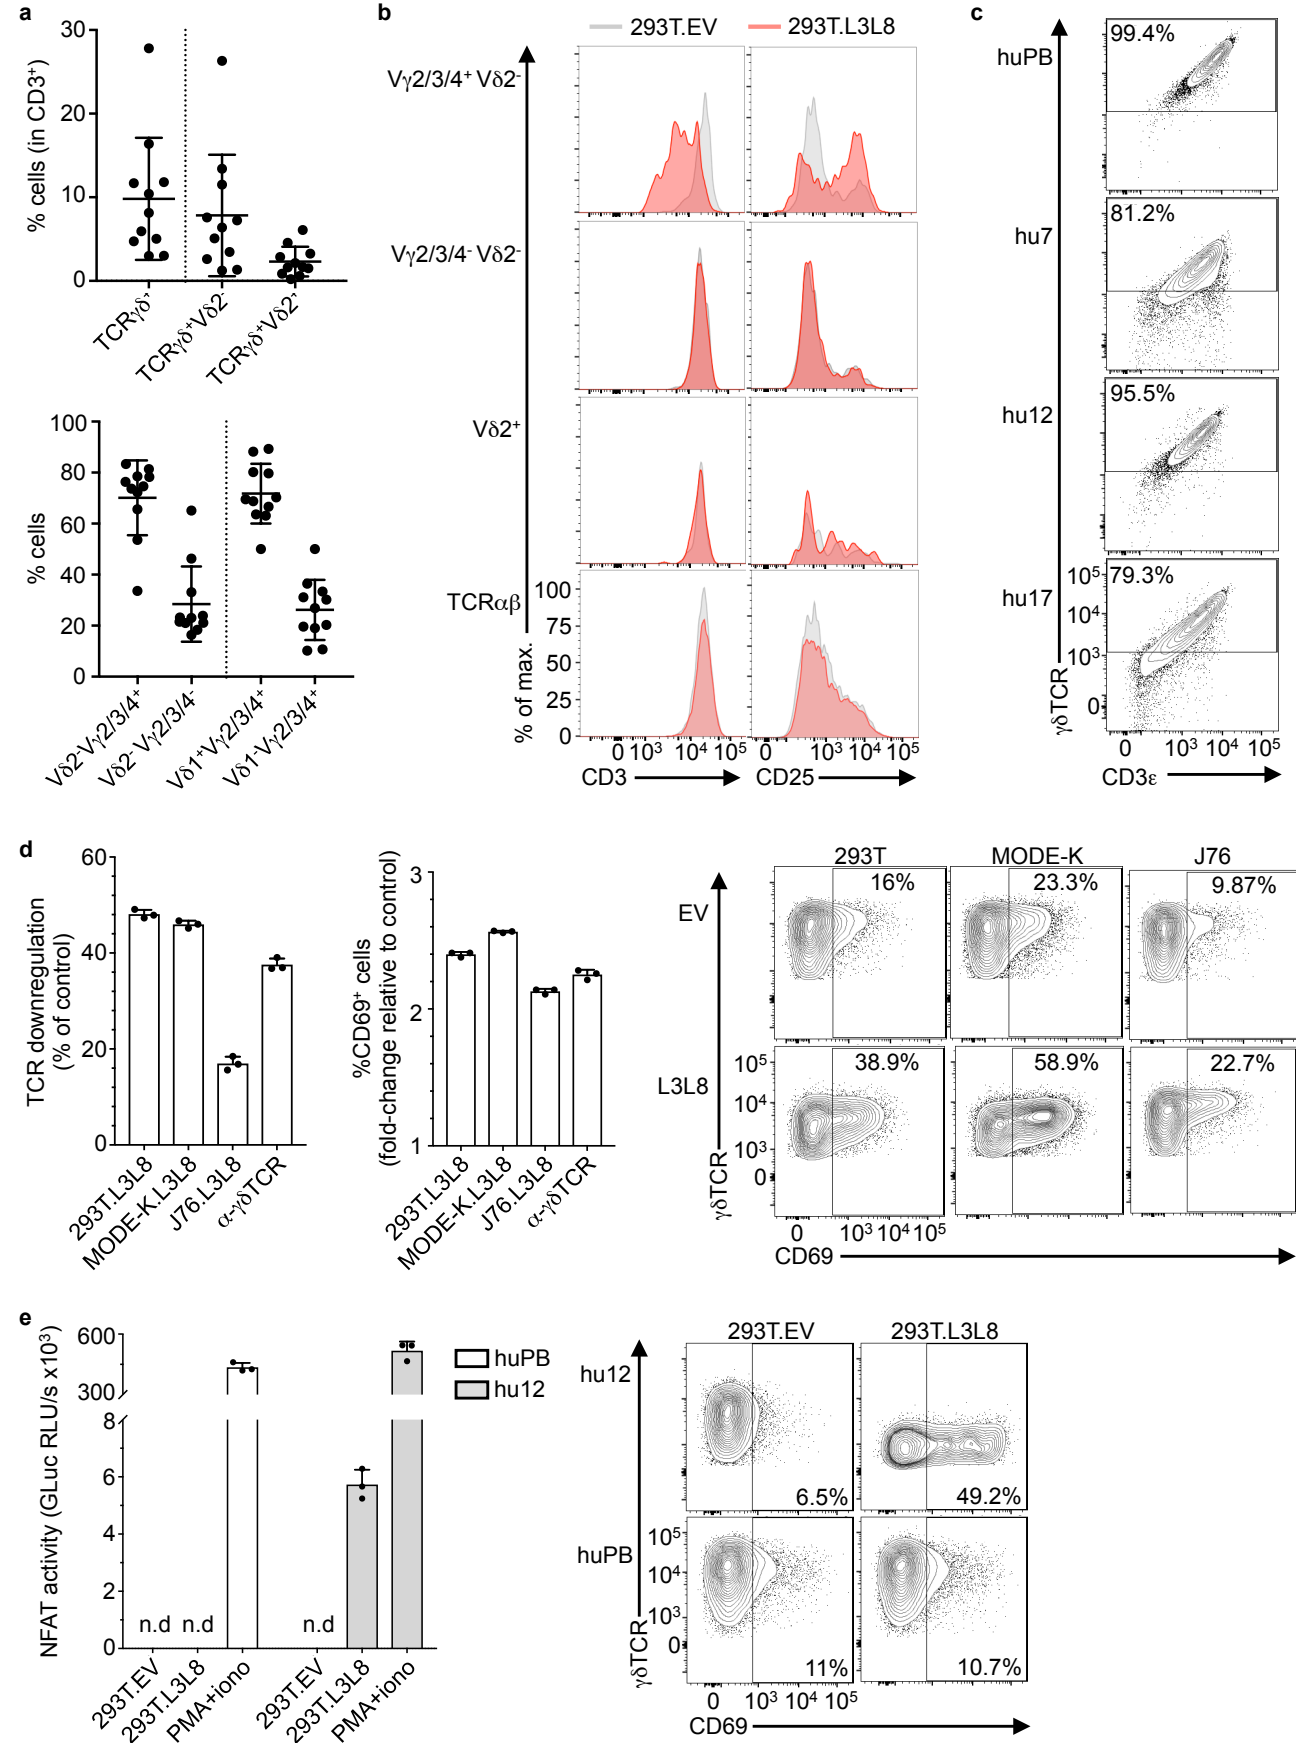 a
30
20
10
0
% cells (in CD3⁺)
TCRγδ⁺
TCRγδ⁺Vδ2⁻
TCRγδ⁺Vδ2⁺
100
80
60
40
20
0
% cells
Vδ2⁻Vγ2/3/4⁺
Vδ2⁻ Vγ2/3/4⁻
Vδ1⁺Vγ2/3/4⁺
Vδ1⁻Vγ2/3/4⁺
b
293T.EV 293T.L3L8
Vγ2/3/4⁺ Vδ2⁻
Vγ2/3/4⁻ Vδ2⁻
Vδ2⁺
TCRαβ
100
75
50
25
0
% of max.
0 10³ 10⁴ 10⁵
0 10³ 10⁴ 10⁵
CD3
CD25
c
huPB
99.4%
hu7
81.2%
hu12
95.5%
hu17
79.3%
10⁵
10⁴
10³
0
γδTCR
0 10³ 10⁴ 10⁵
CD3ε
d
60
40
20
0
TCR downregulation
(% of control)
293T.L3L8
MODE-K.L3L8
J76.L3L8
α-γδTCR
3
2
1
%CD69⁺ cells
(fold-change relative to control)
293T.L3L8
MODE-K.L3L8
J76.L3L8
α-γδTCR
293T MODE-K J76
EV
16% 23.3% 9.87%
L3L8
38.9% 58.9% 22.7%
10⁵
10⁴
10³
0
γδTCR
0 10³ 10⁴ 10⁵
CD69
e
600
300
8
6
4
2
0
NFAT activity (GLuc RLU/s x10³)
n.d n.d n.d
293T.EV
293T.L3L8
PMA+iono
293T.EV
293T.L3L8
PMA+iono
huPB
hu12
293T.EV 293T.L3L8
hu12
6.5% 49.2%
huPB
11% 10.7%
10⁵
10⁴
10³
0
γδTCR
0 10³ 10⁴ 10⁵
CD69